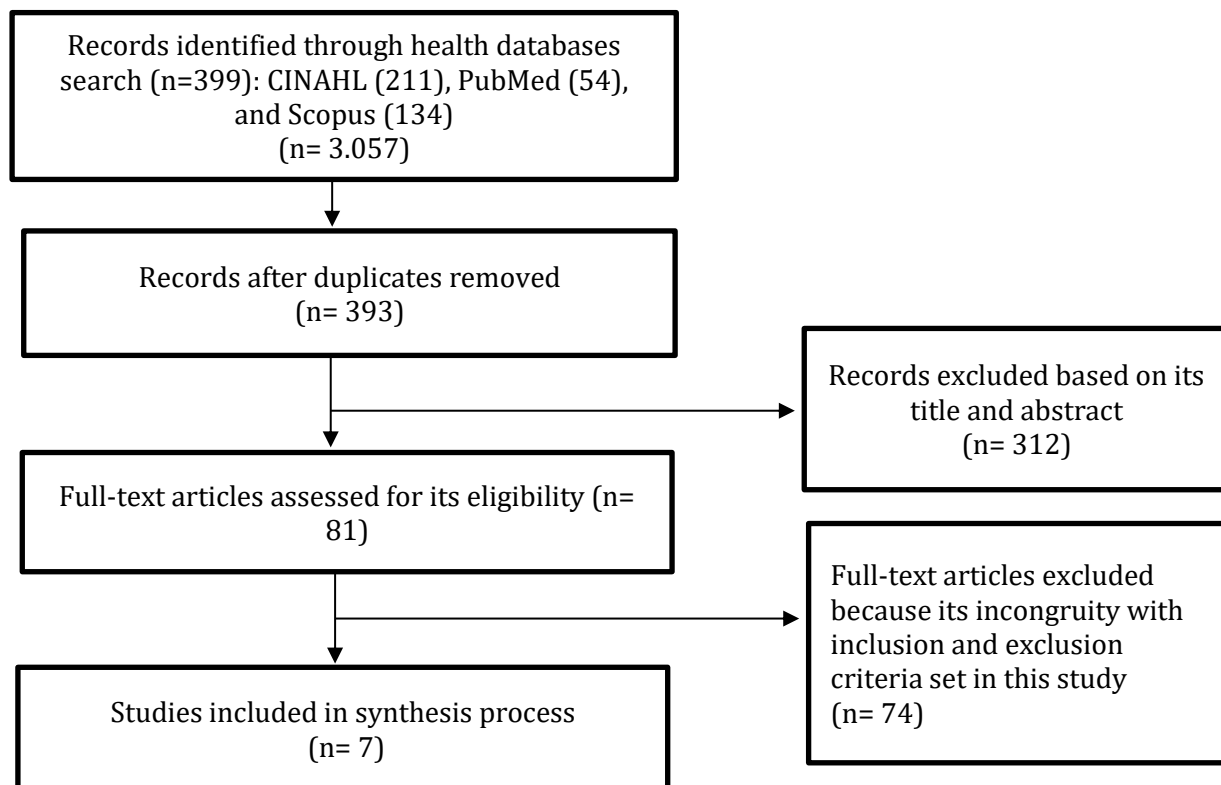 Records identified through health databases
search (n=399): CINAHL (211), PubMed (54),
and Scopus (134)
(n= 3.057)
Records after duplicates removed
(n= 393)
Records excluded based on its
title and abstract
(n= 312)
Full-text articles assessed for its eligibility (n=
81)
Full-text articles excluded
because its incongruity with
inclusion and exclusion
criteria set in this study
(n= 74)
Studies included in synthesis process
(n= 7)